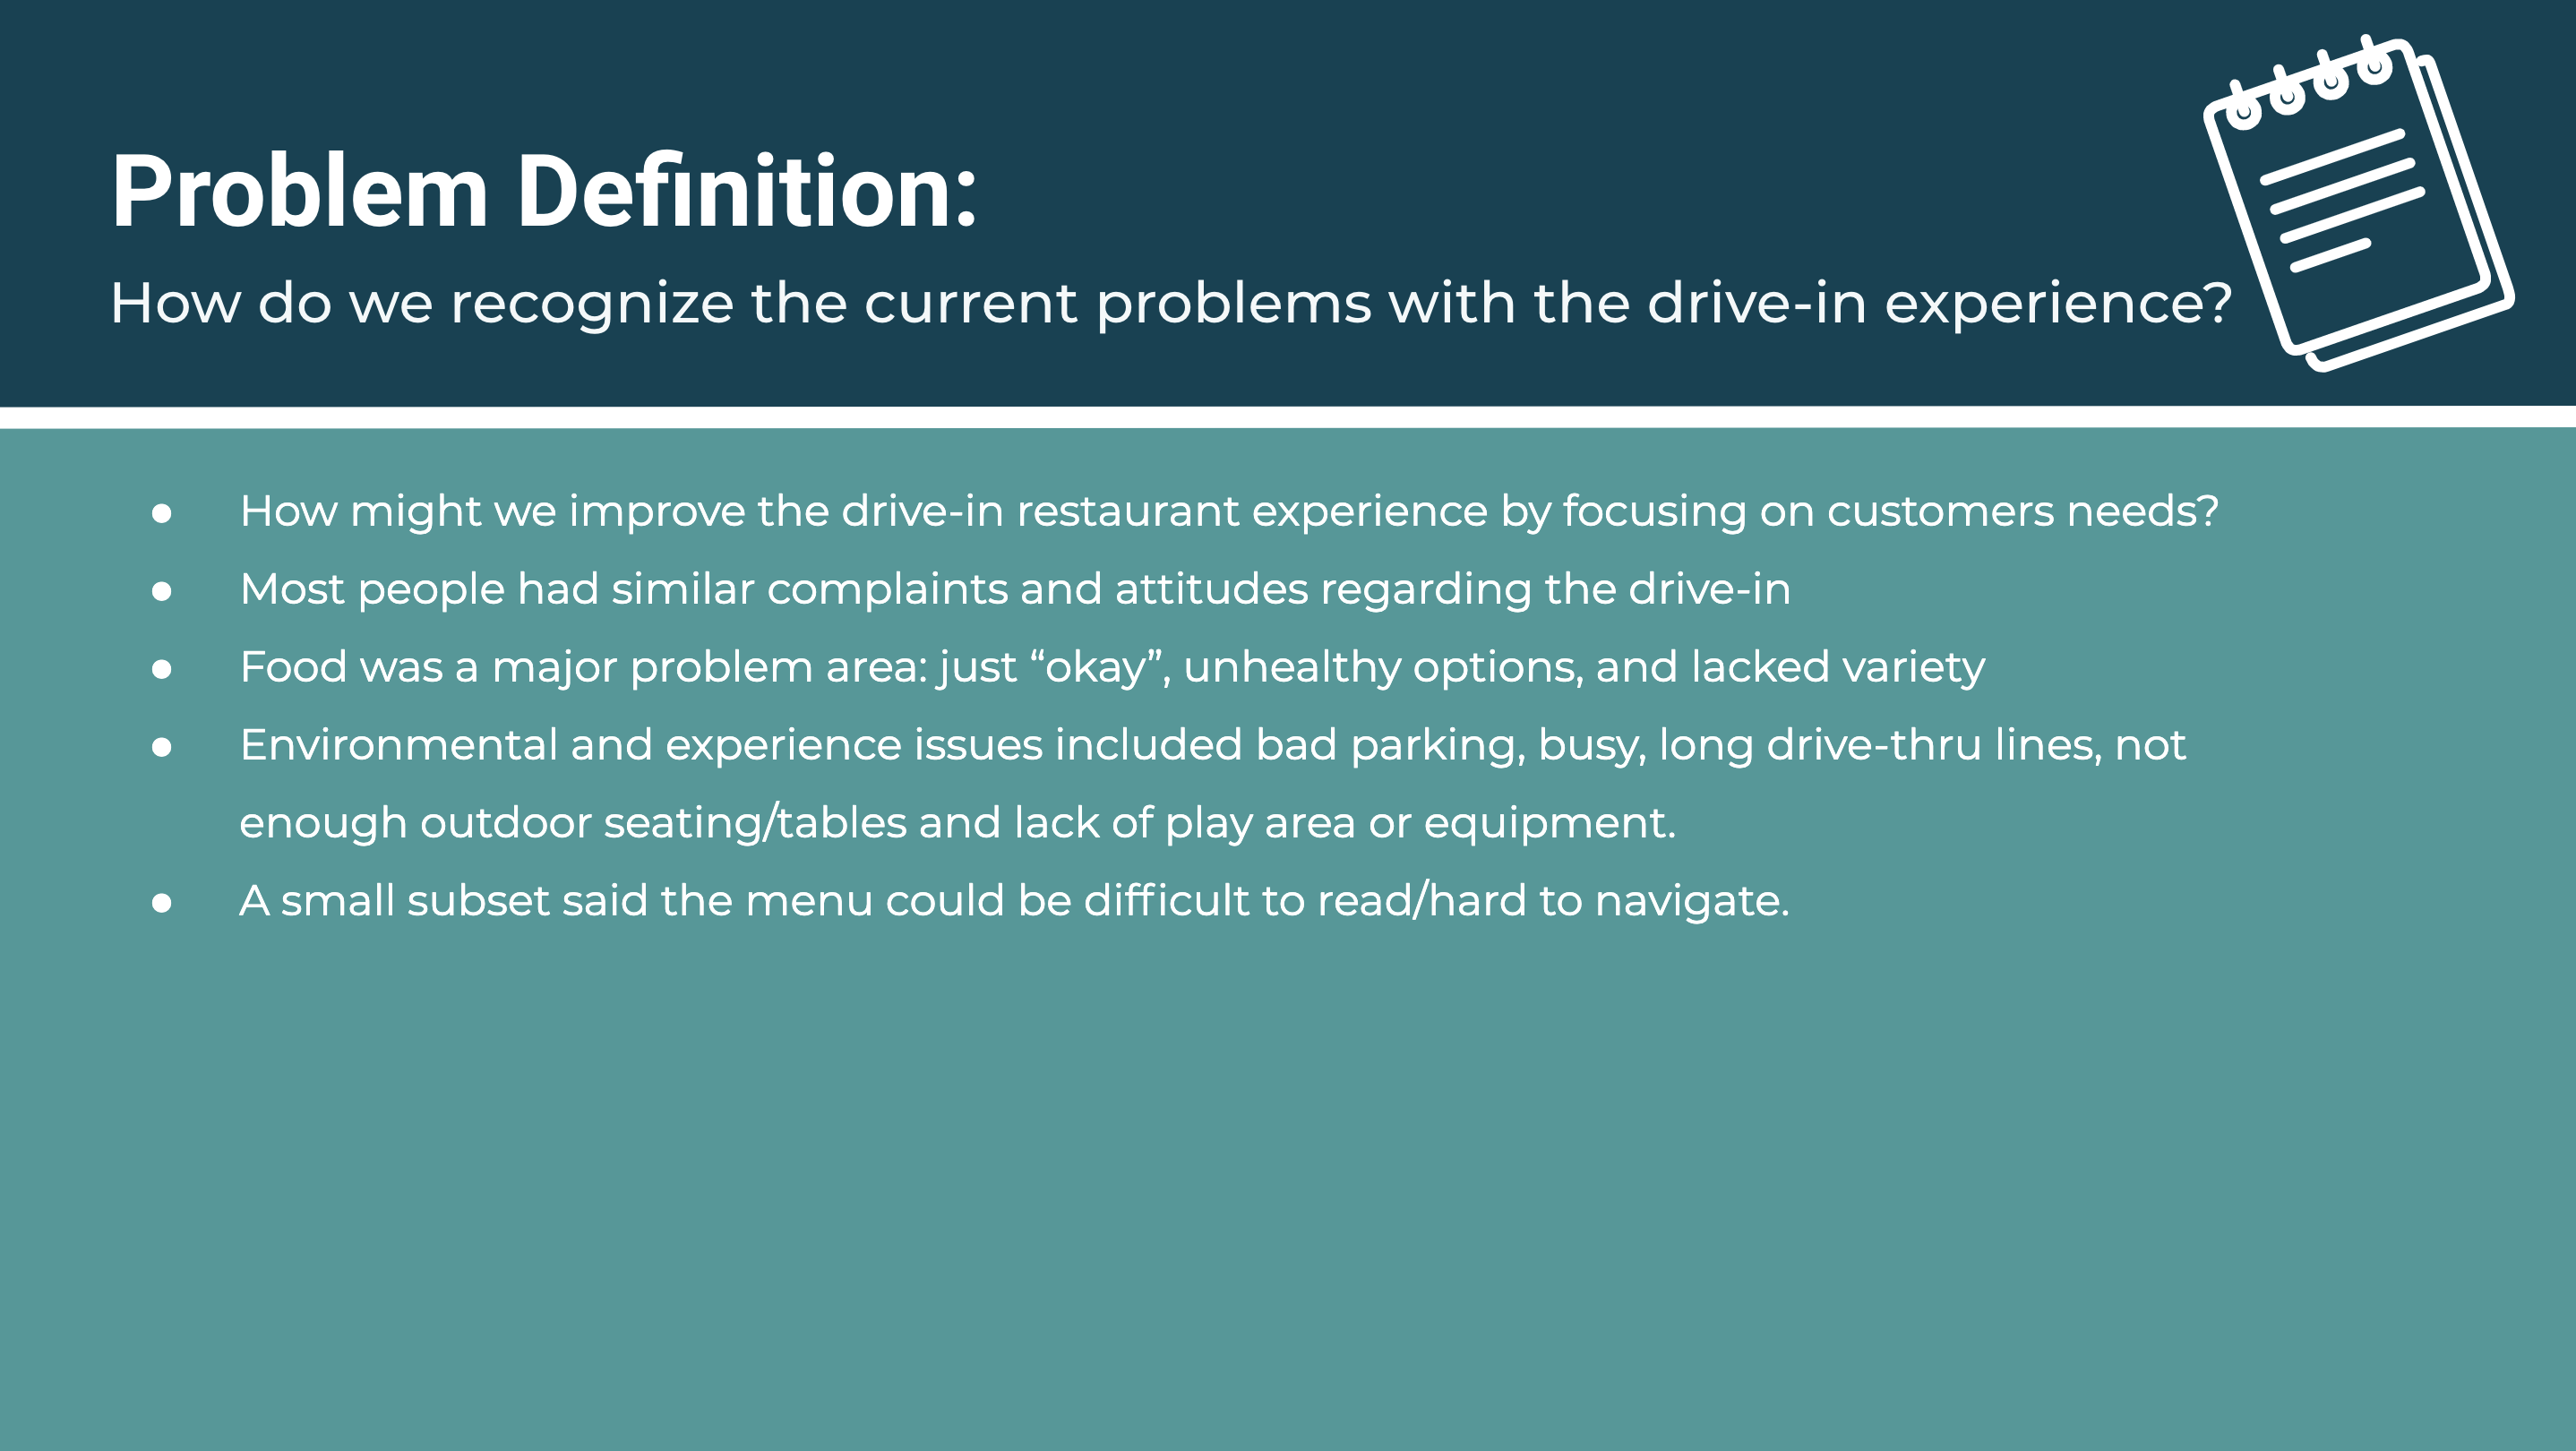 Problem Definition:
How do we recognize the current problems with the drive-in experience?
● How might we improve the drive-in restaurant experience by focusing on customers needs?
● Most people had similar complaints and attitudes regarding the drive-in
● Food was a major problem area: just “okay”, unhealthy options, and lacked variety
● Environmental and experience issues included bad parking, busy, long drive-thru lines, not
enough outdoor seating/tables and lack of play area or equipment.
● A small subset said the menu could be difficult to read/hard to navigate.